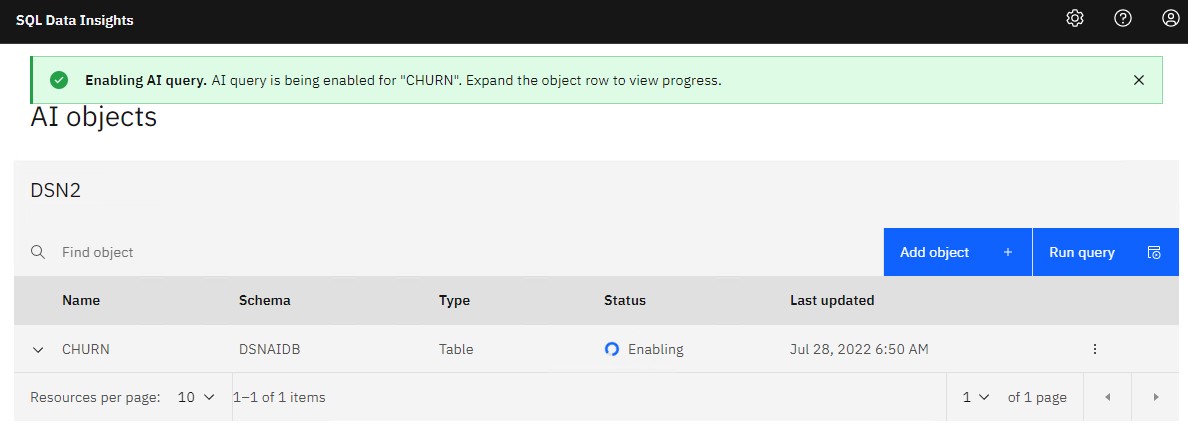 SQL Data Insights
Enabling AI query. AI query is being enabled for "CHURN". Expand the object row to view progress.
AI objects
DSN2
Find object
Add object +
Run query
Name Schema Type Status Last updated
CHURN DSNAIDB Table Enabling Jul 28, 2022 6:50 AM
Resources per page: 10 1–1 of 1 items 1 of 1 page